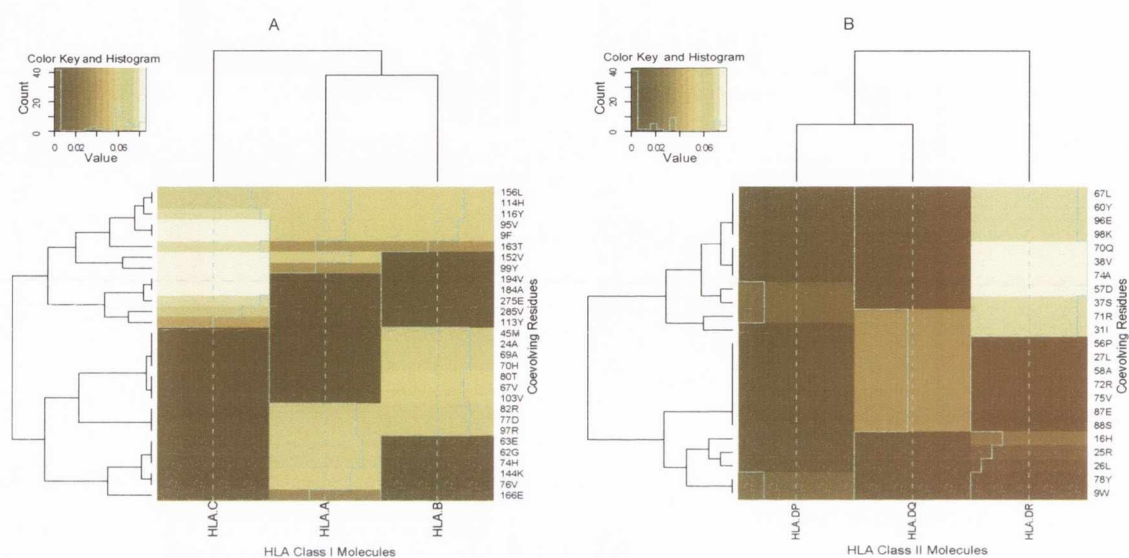 A
Color Key and Histogram
Count
0 20 40
0 0.02 0.06
Value
156L
114H
116Y
95V
9F
163T
152V
99Y
194V
184A
275E
285V
113Y
45M
24A
69A
70H
80T
67V
103V
82R
77D
97R
63E
62G
74H
144K
76V
166E
Coevolving Residues
HLA.C
HLA.A
HLA.B
HLA Class I Molecules
B
Color Key and Histogram
Count
0 20 40
0 0.02 0.06
Value
67L
60Y
96E
98K
70Q
38V
74A
57D
37S
71R
31I
56P
27L
58A
72R
75V
87E
88S
16H
25R
26L
78Y
9W
Coevolving Residues
HLA.DP
HLA.DQ
HLA.DR
HLA Class II Molecules